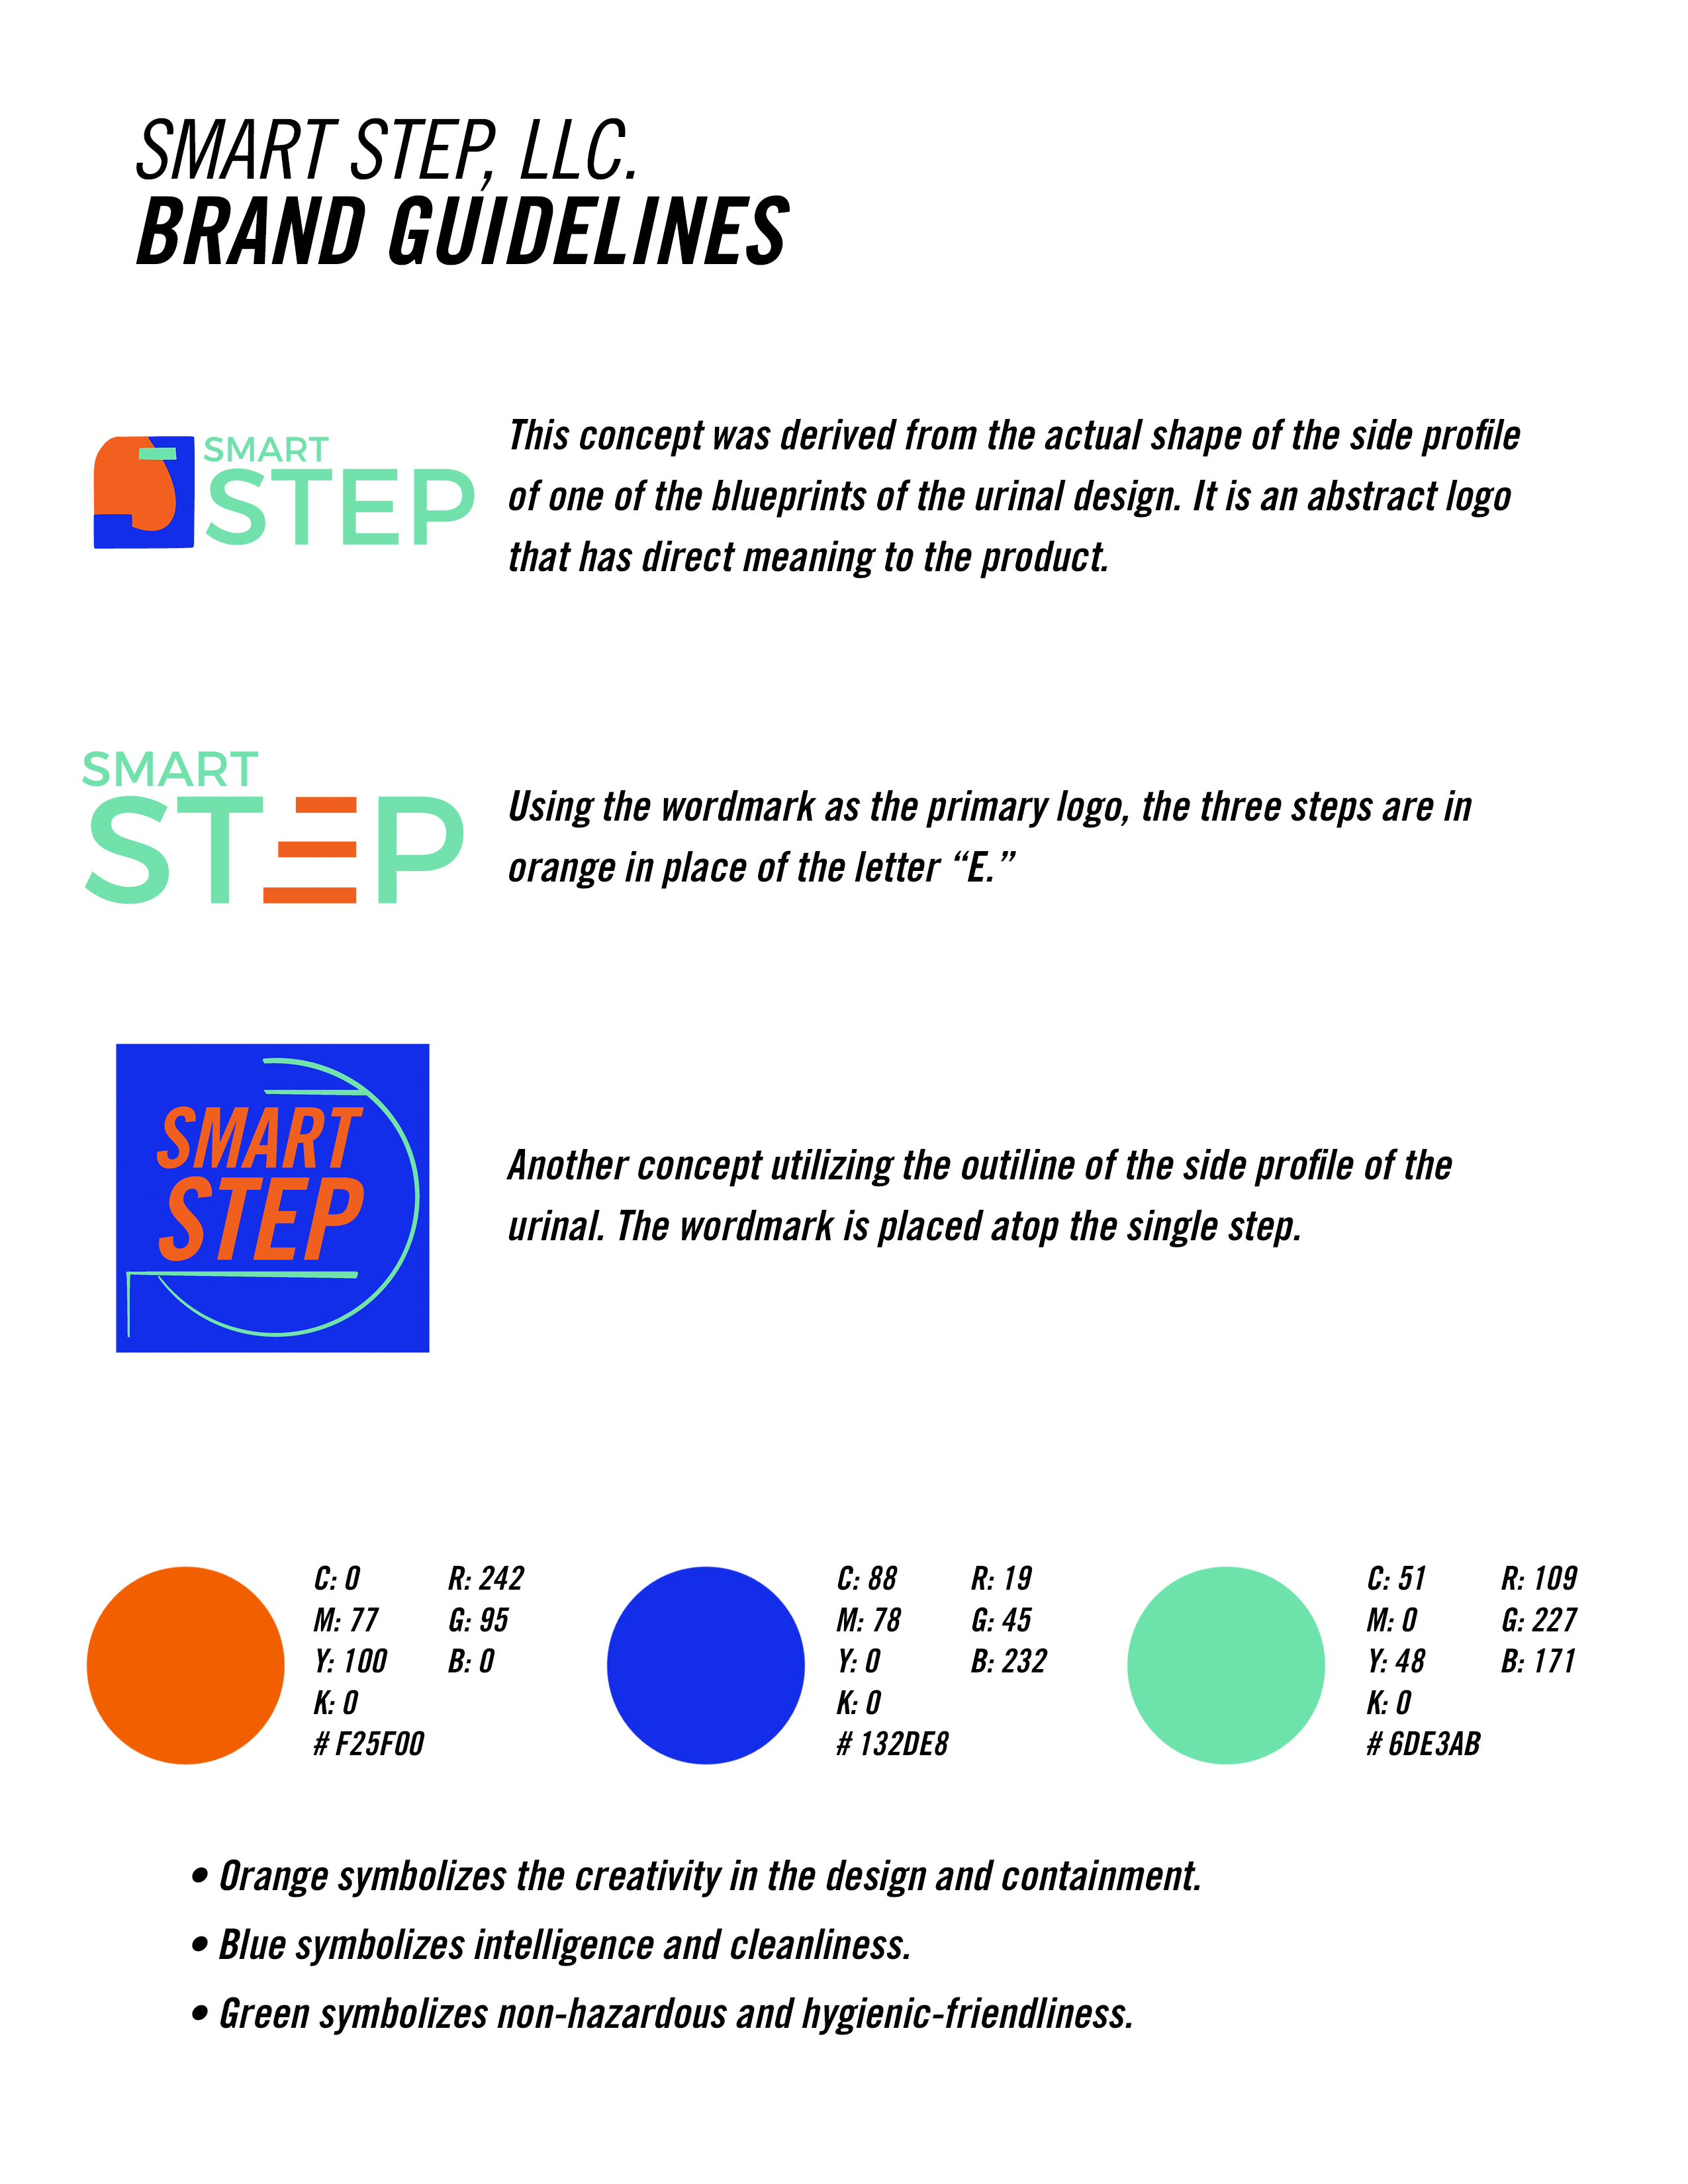 SMART STEP, LLC.
BRAND GUIDELINES
SMART
STEP
This concept was derived from the actual shape of the side profile
of one of the blueprints of the urinal design. It is an abstract logo
that has direct meaning to the product.
SMART
STEP
Using the wordmark as the primary logo, the three steps are in
orange in place of the letter “E.”
SMART
STEP
Another concept utilizing the outiline of the side profile of the
urinal. The wordmark is placed atop the single step.
C: 0 R: 242
M: 77 G: 95
Y: 100 B: 0
K: 0
# F25F00
C: 88 R: 19
M: 78 G: 45
Y: 0 B: 232
K: 0
# 132DE8
C: 51 R: 109
M: 0 G: 227
Y: 48 B: 171
K: 0
# 6DE3AB
• Orange symbolizes the creativity in the design and containment.
• Blue symbolizes intelligence and cleanliness.
• Green symbolizes non-hazardous and hygienic-friendliness.